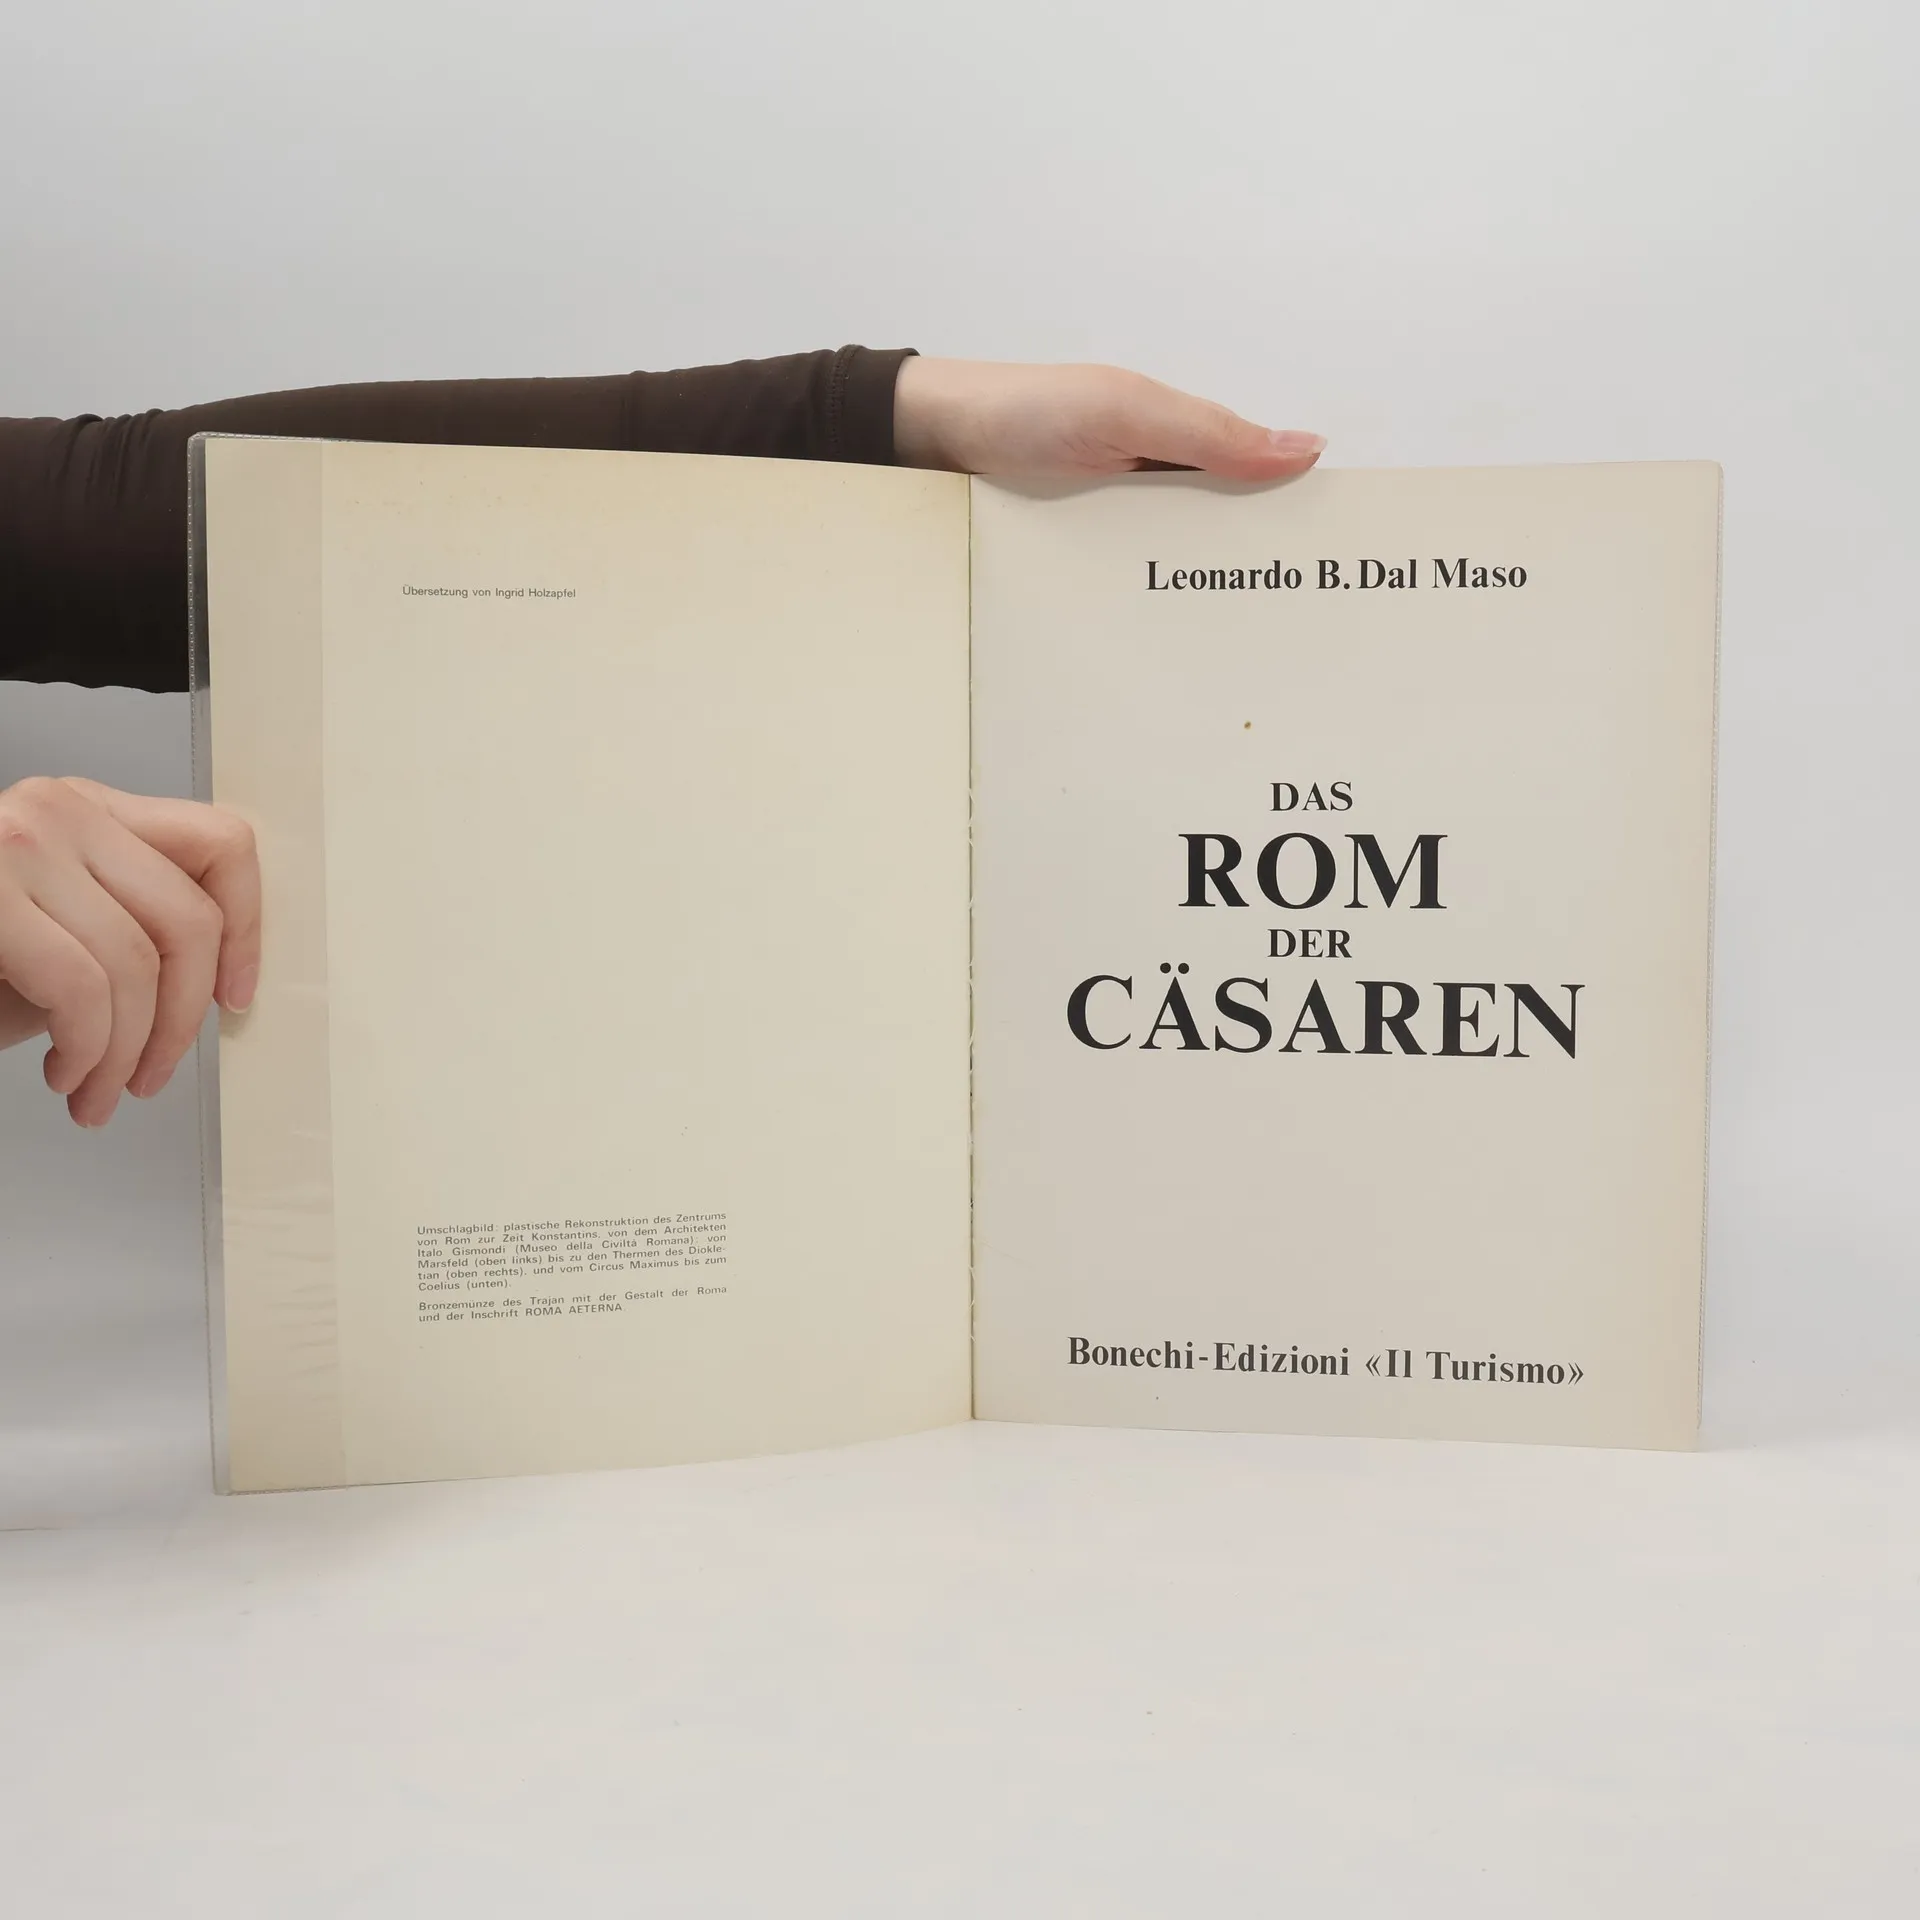 Übersetzung von Ingrid Holzapfel
Umschlagbild: plastische Rekonstruktion des Zentrums
von Rom zur Zeit Konstantins, von dem Architekten
Italo Gismondi (Museo della Civiltà Romana): von
Marsfeld (oben links) bis zu den Thermen des Diokle-
tian (oben rechts), und vom Circus Maximus bis zum
Coelius (unten).
Bronzemünze des Trajan mit der Gestalt der Roma
und der Inschrift ROMA AETERNA.
Leonardo B. Dal Maso
DAS
ROM
DER
CÄSAREN
Bonechi-Edizioni «Il Turismo»